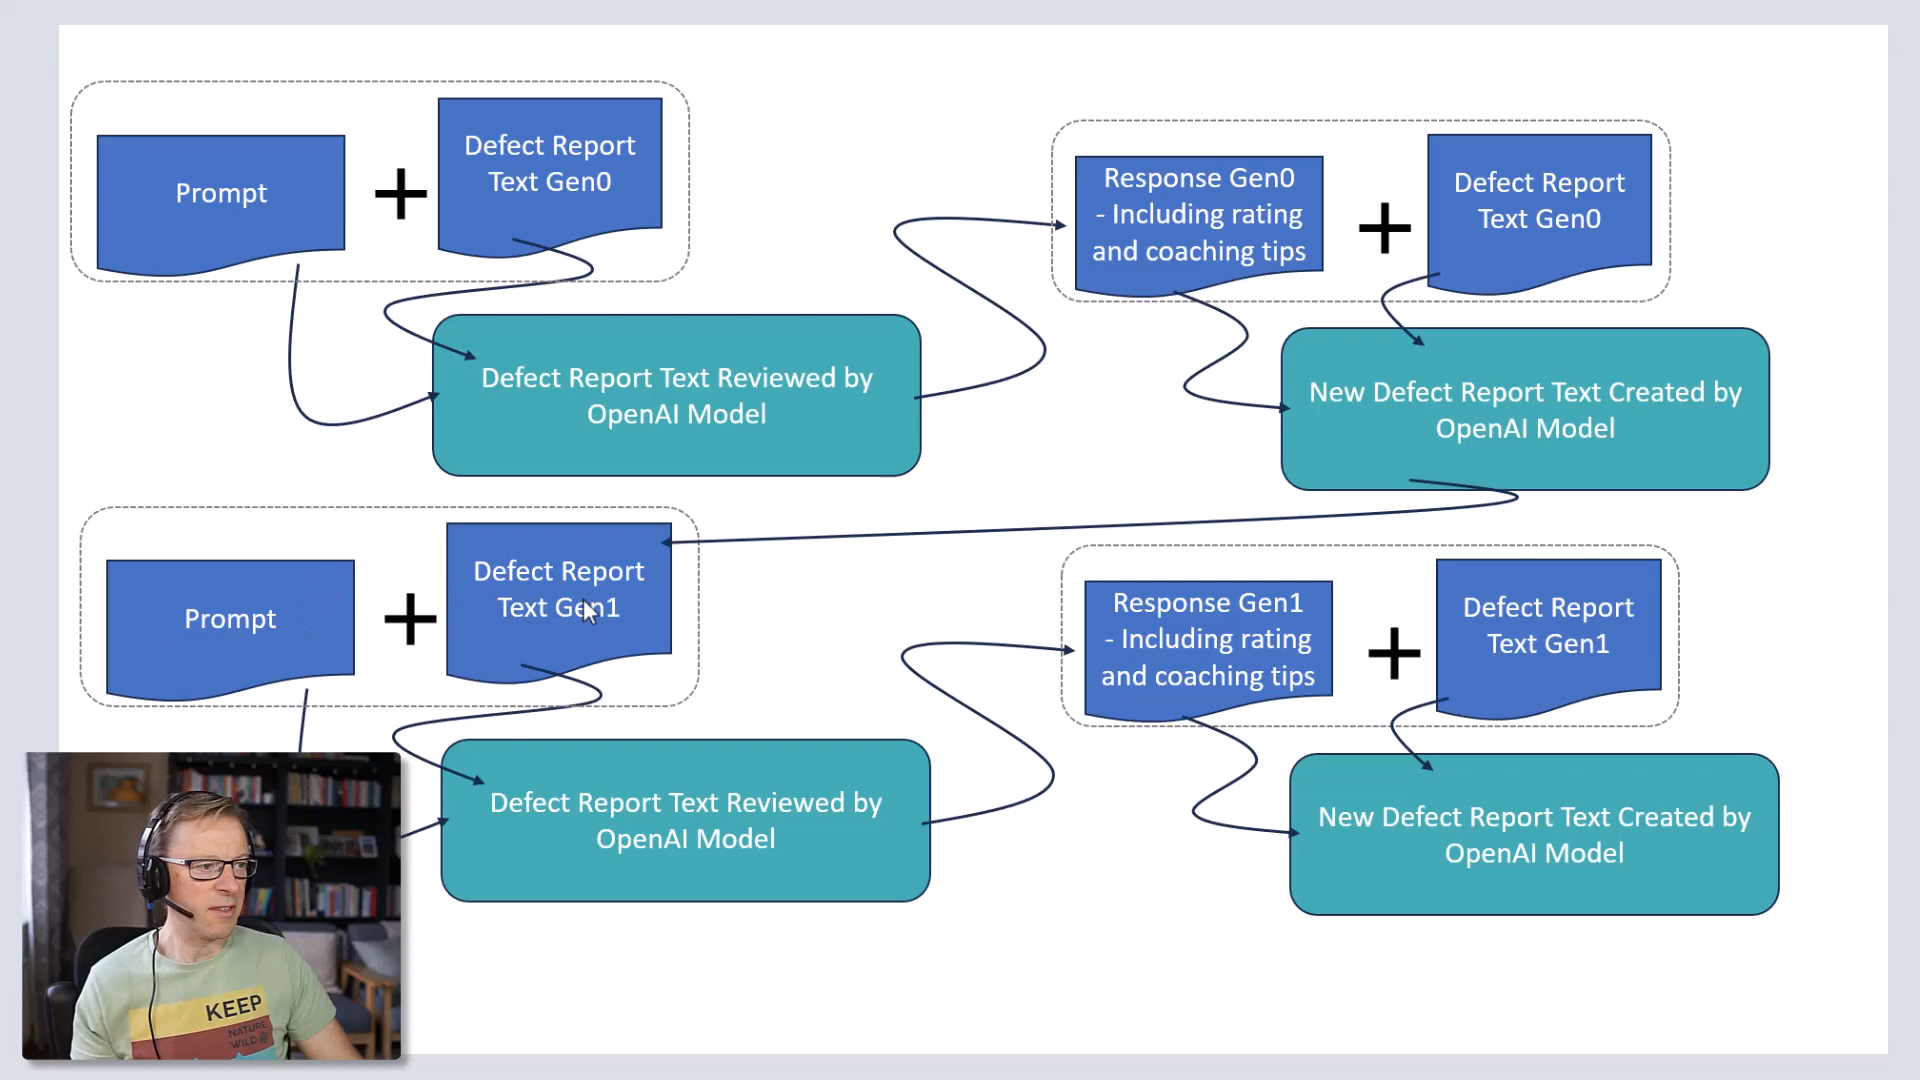 Prompt
Defect Report
Text Gen0
Response Gen0
- Including rating
and coaching tips
Defect Report
Text Gen0
Defect Report Text Reviewed by
OpenAI Model
New Defect Report Text Created by
OpenAI Model
Prompt
Defect Report
Text Gen1
Response Gen1
- Including rating
and coaching tips
Defect Report
Text Gen1
Defect Report Text Reviewed by
OpenAI Model
New Defect Report Text Created by
OpenAI Model
KEEP
NATURE
WILD